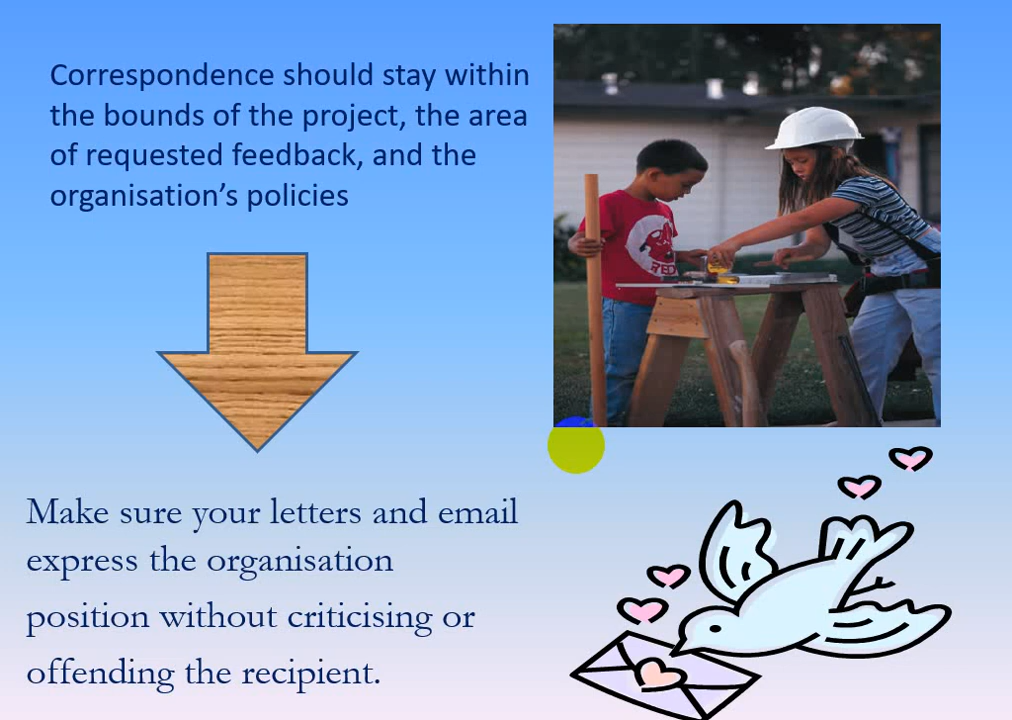 Correspondence should stay within
the bounds of the project, the area
of requested feedback, and the
organisation’s policies
RED
Make sure your letters and email
express the organisation
position without criticising or
offending the recipient.